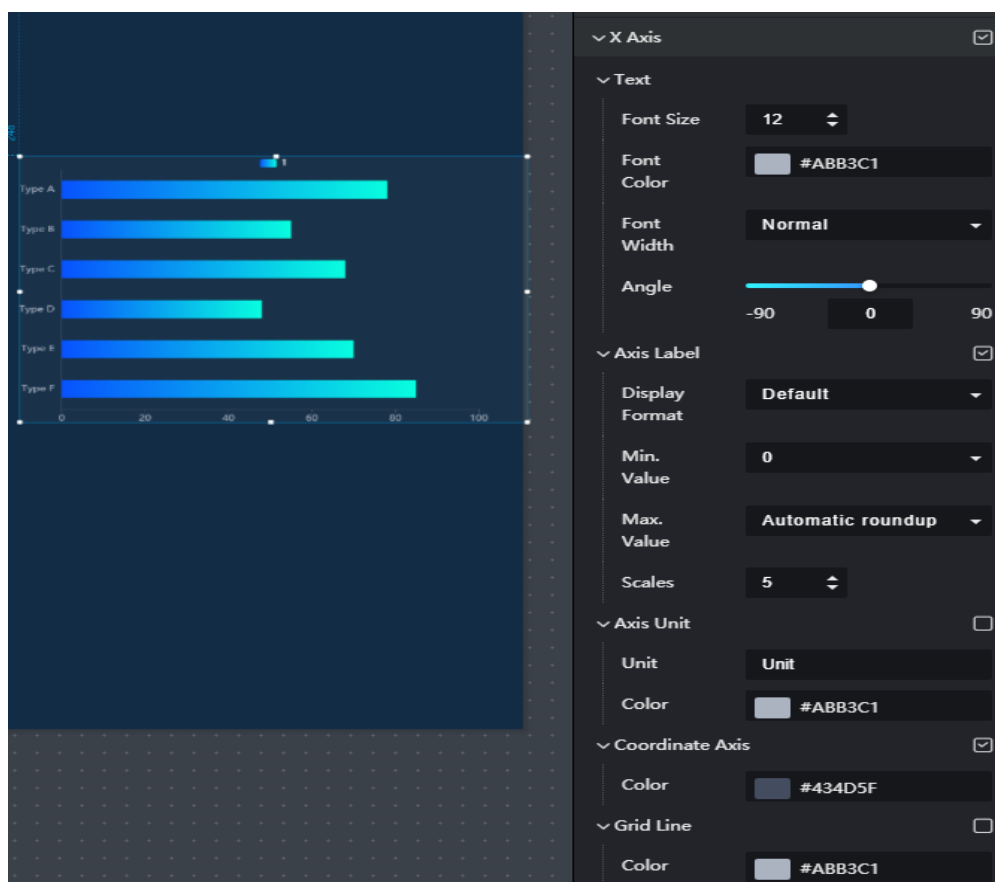 240
1
Type A
Type B
Type C
Type D
Type E
Type F
0 20 40 60 80 100
X Axis
Text
Font Size 12
Font
Color
#ABB3C1
Font
Width
Normal
Angle
-90 0 90
Axis Label
Display
Format
Default
Min.
Value
0
Max.
Value
Automatic roundup
Scales 5
Axis Unit
Unit Unit
Color #ABB3C1
Coordinate Axis
Color #434D5F
Grid Line
Color #ABB3C1